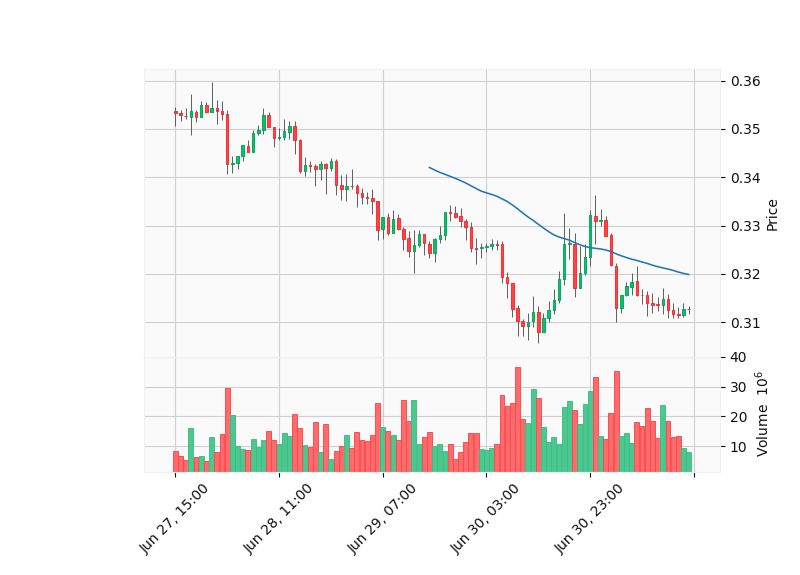 0.36
0.35
0.34
0.33
0.32
0.31
Price
40
30
20
10
Volume 10^6
Jun 27, 15:00
Jun 28, 11:00
Jun 29, 07:00
Jun 30, 03:00
Jun 30, 23:00